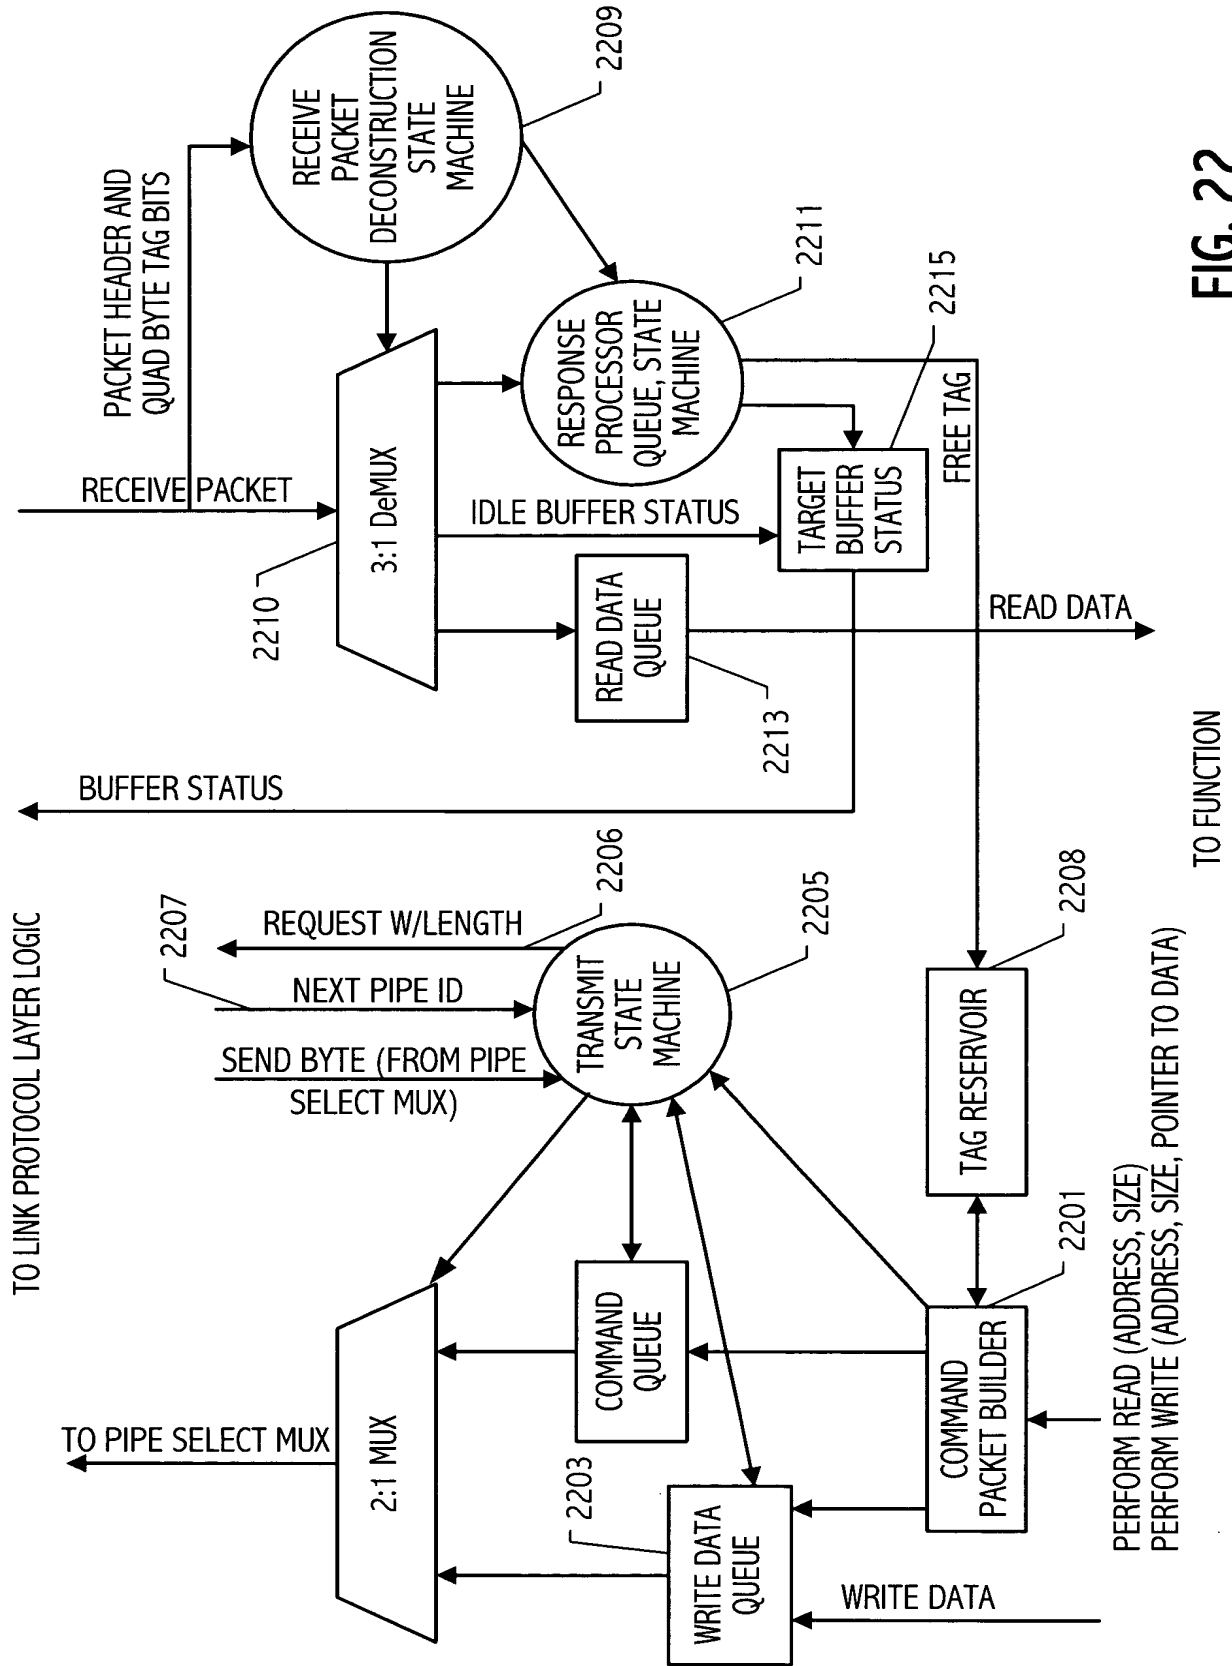 TO LINK PROTOCOL LAYER LOGIC
TO PIPE SELECT MUX
2:1 MUX
2203
WRITE DATA
QUEUE
WRITE DATA
COMMAND
QUEUE
COMMAND
PACKET BUILDER
2201
PERFORM READ (ADDRESS, SIZE)
PERFORM WRITE (ADDRESS, SIZE, POINTER TO DATA)
SEND BYTE (FROM PIPE
SELECT MUX)
NEXT PIPE ID
2207
REQUEST W/LENGTH
2206
TRANSMIT
STATE
MACHINE
2205
TAG RESERVOIR
2208
BUFFER STATUS
RECEIVE PACKET
PACKET HEADER AND
QUAD BYTE TAG BITS
RECEIVE
PACKET
DECONSTRUCTION
STATE
MACHINE
2209
2210
3:1 DeMUX
IDLE BUFFER STATUS
RESPONSE
PROCESSOR
QUEUE, STATE
MACHINE
2211
READ DATA
QUEUE
2213
TARGET
BUFFER
STATUS
2215
FREE TAG
READ DATA
TO FUNCTION
FIG. 22